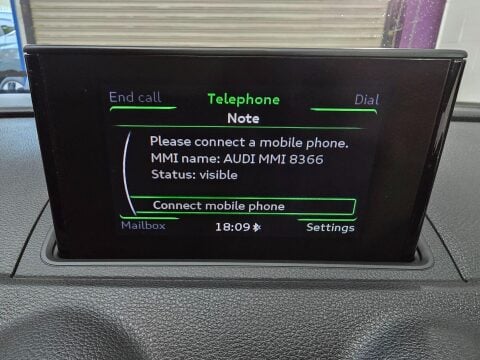 End call Telephone Dial
Note
Please connect a mobile phone.
MMI name: AUDI MMI 8366
Status: visible
Connect mobile phone
Mailbox 18:09 Settings